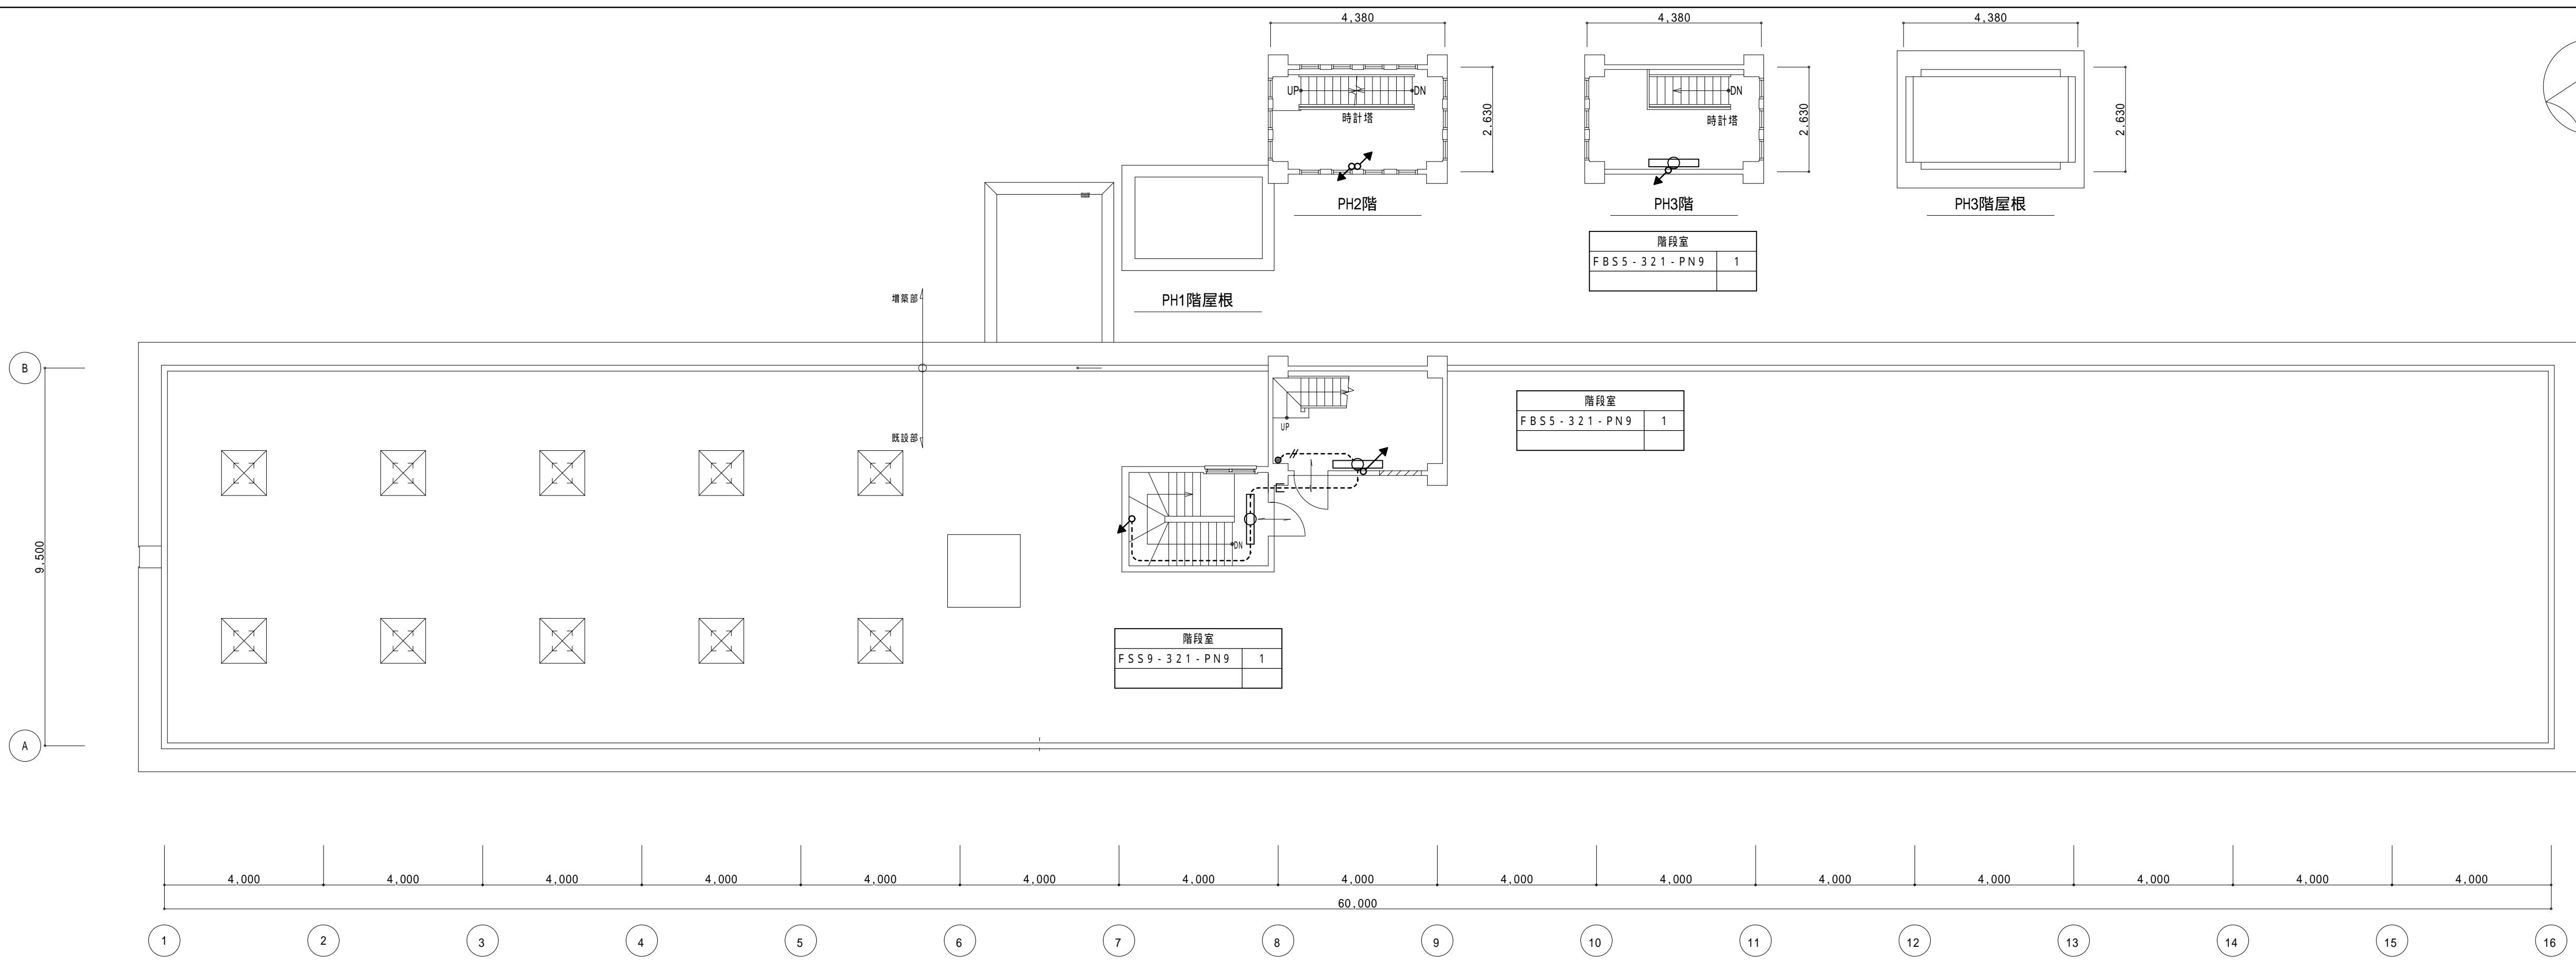 4,380
4,380
4,380
UP
DN
時計塔
2,630
DN
時計塔
2,630
2,630
PH2階
PH3階
PH3階屋根
階段室
FBS5-321-PN9 1
増築部
PH1階屋根
B
階段室
FBS5-321-PN9 1
UP
既設部
9,500
DN
階段室
FSS9-321-PN9 1
A
4,000 4,000 4,000 4,000 4,000 4,000 4,000 4,000 4,000 4,000 4,000 4,000 4,000 4,000 4,000
60,000
1 2 3 4 5 6 7 8 9 10 11 12 13 14 15 16